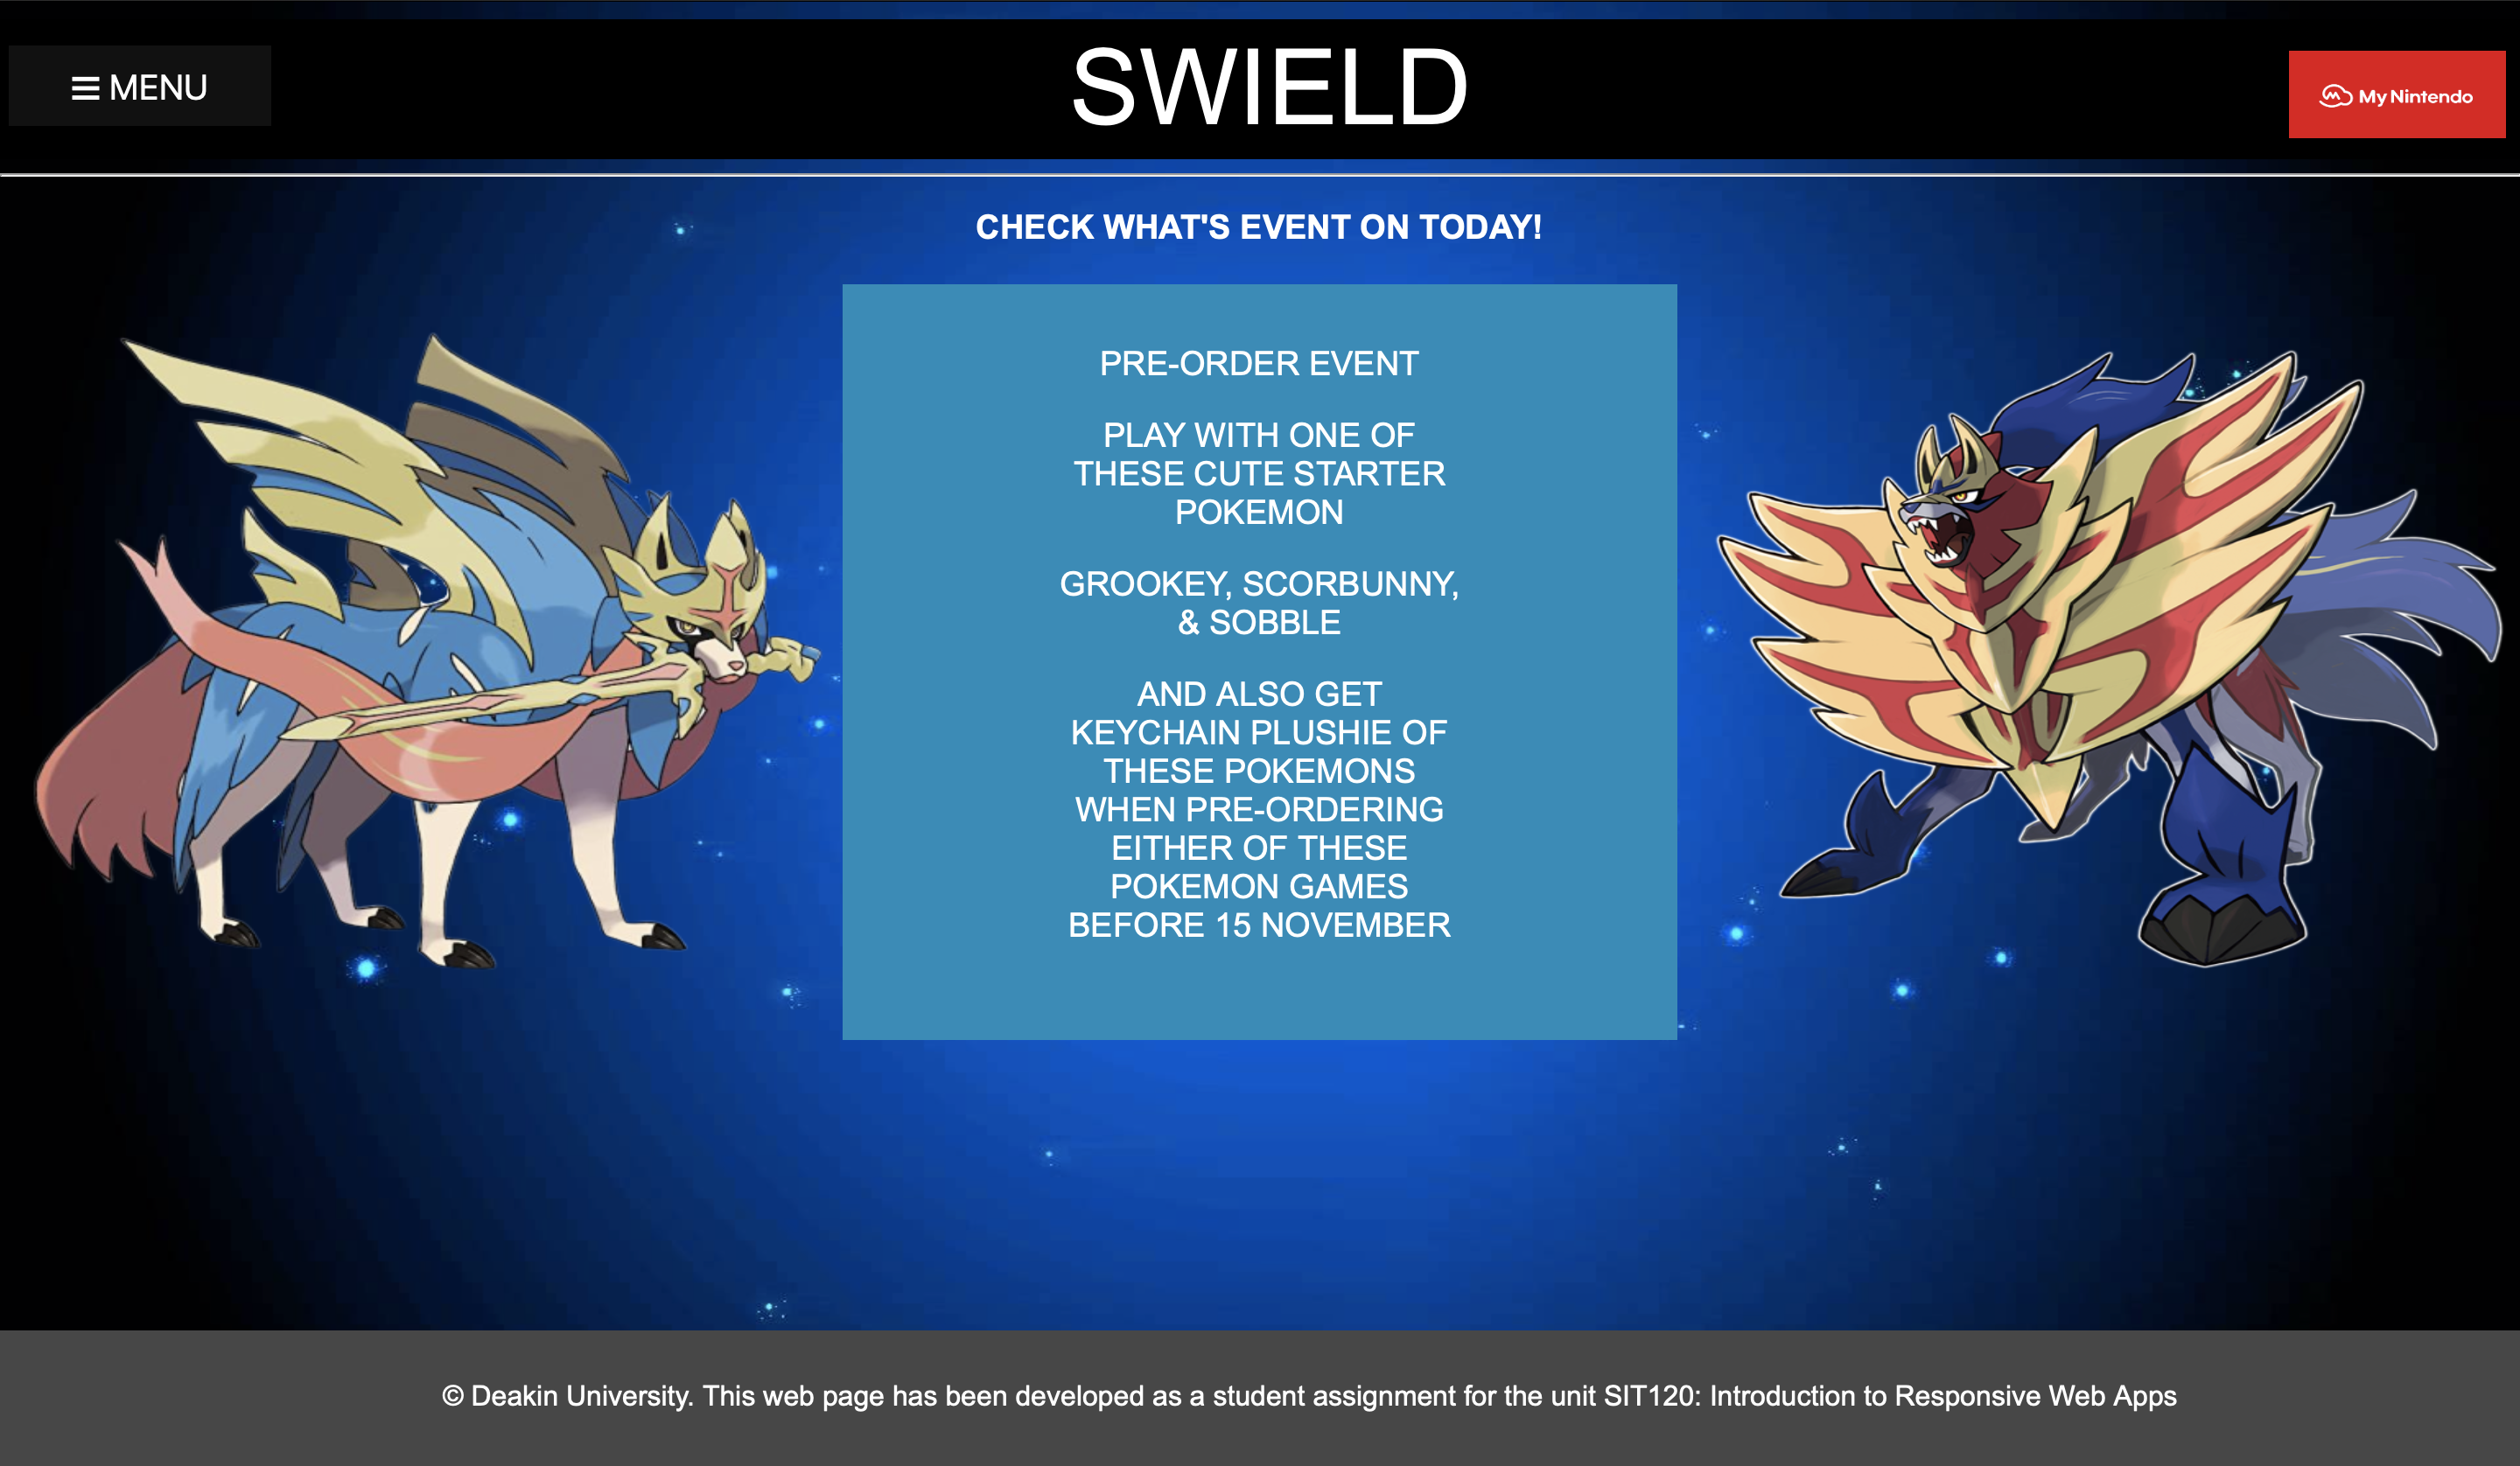 MENU
SWIELD
My Nintendo
CHECK WHAT'S EVENT ON TODAY!
PRE-ORDER EVENT
PLAY WITH ONE OF
THESE CUTE STARTER
POKEMON
GROOKEY, SCORBUNNY,
& SOBBLE
AND ALSO GET
KEYCHAIN PLUSHIE OF
THESE POKEMONS
WHEN PRE-ORDERING
EITHER OF THESE
POKEMON GAMES
BEFORE 15 NOVEMBER
© Deakin University. This web page has been developed as a student assignment for the unit SIT120: Introduction to Responsive Web Apps